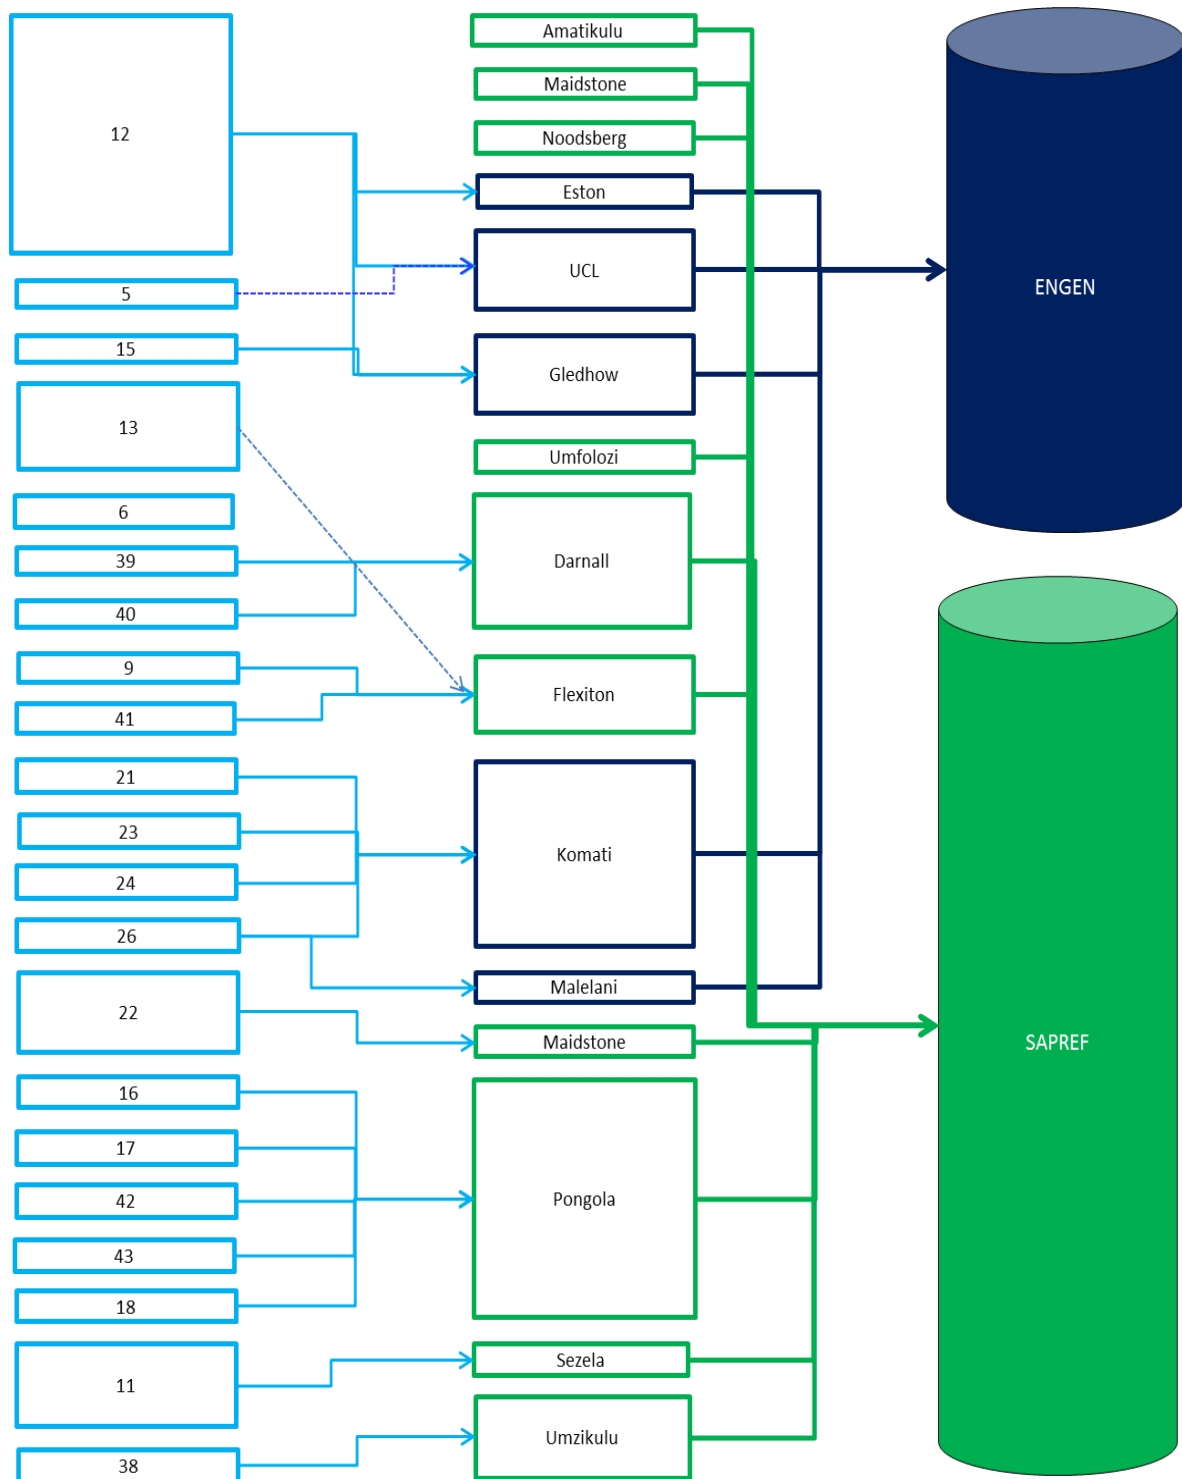 12
5
15
13
6
39
40
9
41
21
23
24
26
22
16
17
42
43
18
11
38
Amatikulu
Maidstone
Noodsberg
Eston
UCL
Gledhow
Umfolozi
Darnall
Flexiton
Komati
Malelani
Maidstone
Pongola
Sezela
Umzikulu
ENGEN
SAPREF